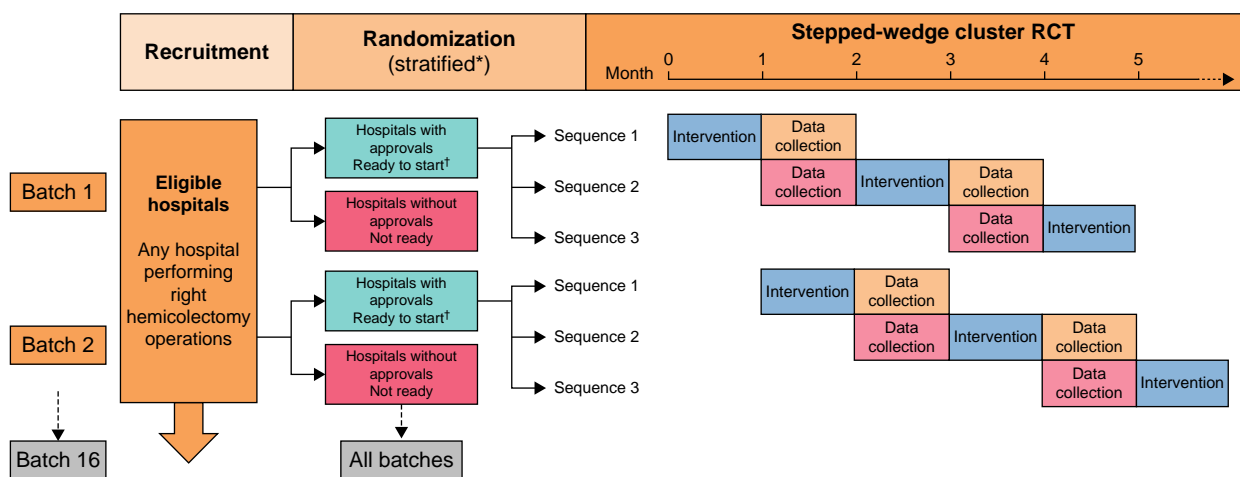 Recruitment
Randomization
(stratified*)
Stepped-wedge cluster RCT
Month
0 1 2 3 4 5
Batch 1
Eligible
hospitals
Any hospital
performing
right
hemicolectomy
operations
Hospitals with
approvals
Ready to start†
Hospitals without
approvals
Not ready
Sequence 1
Sequence 2
Sequence 3
Intervention
Data
collection
Data
collection
Intervention
Data
collection
Data
collection
Intervention
Batch 2
Hospitals with
approvals
Ready to start†
Hospitals without
approvals
Not ready
Sequence 1
Sequence 2
Sequence 3
Intervention
Data
collection
Data
collection
Intervention
Data
collection
Data
collection
Intervention
Batch 16
All batches